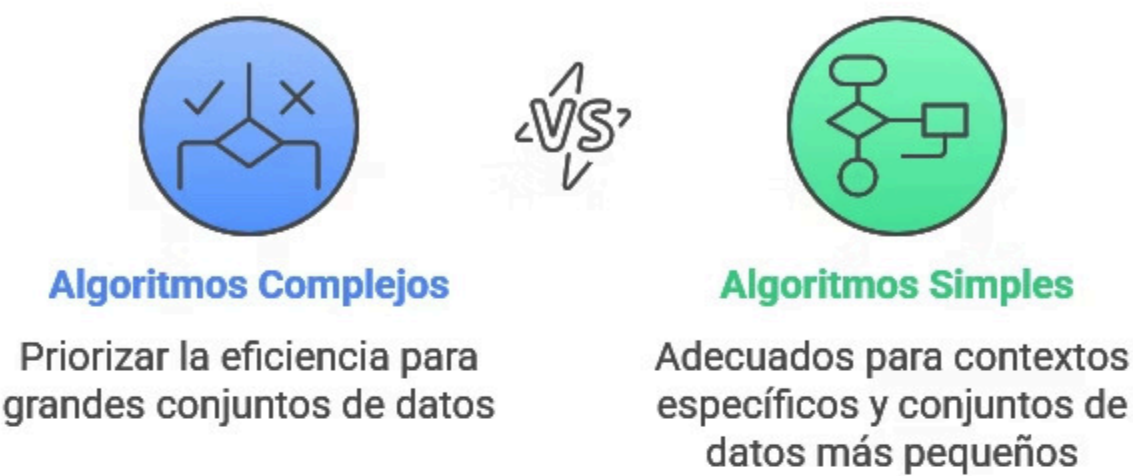 VS
Algoritmos Complejos
Priorizar la eficiencia para
grandes conjuntos de datos
Algoritmos Simples
Adecuados para contextos
específicos y conjuntos de
datos más pequeños